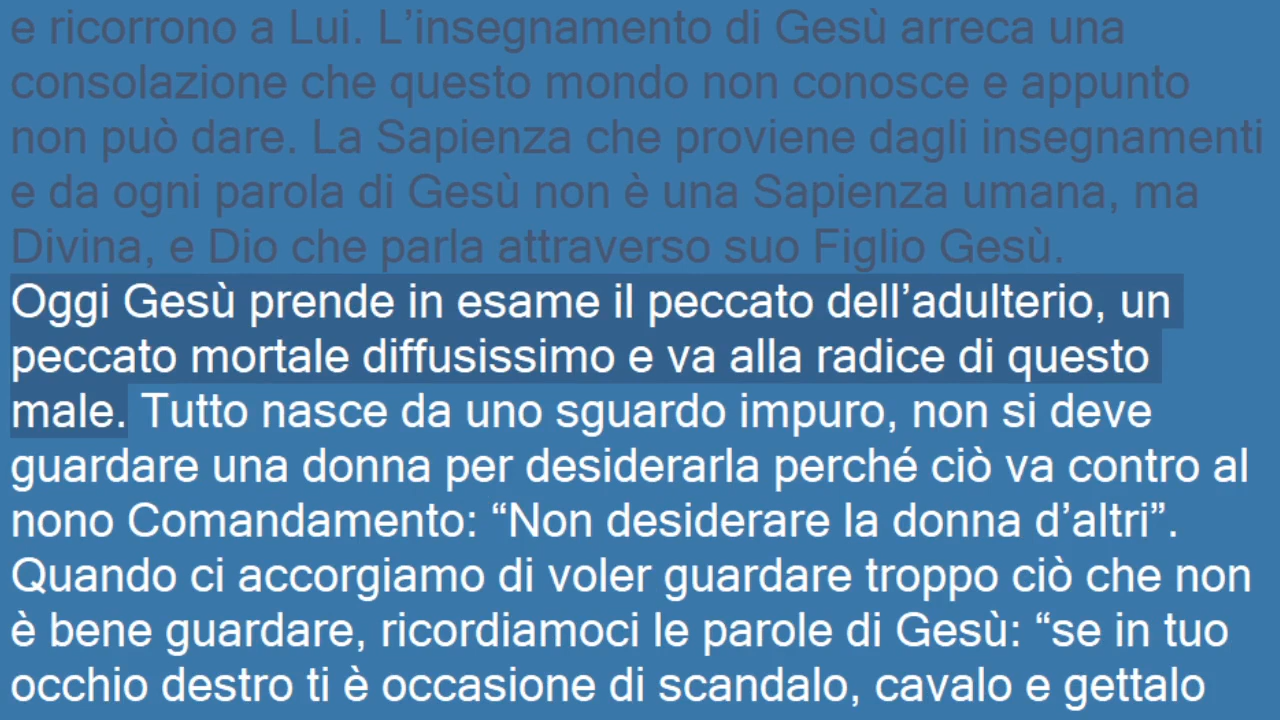 e ricorrono a Lui. L’insegnamento di Gesù arreca una
consolazione che questo mondo non conosce e appunto
non può dare. La Sapienza che proviene dagli insegnamenti
e da ogni parola di Gesù non è una Sapienza umana, ma
Divina, e Dio che parla attraverso suo Figlio Gesù.
Oggi Gesù prende in esame il peccato dell’adulterio, un
peccato mortale diffusissimo e va alla radice di questo
male. Tutto nasce da uno sguardo impuro, non si deve
guardare una donna per desiderarla perché ciò va contro al
nono Comandamento: “Non desiderare la donna d’altri”.
Quando ci accorgiamo di voler guardare troppo ciò che non
è bene guardare, ricordiamoci le parole di Gesù: “se in tuo
occhio destro ti è occasione di scandalo, cavalo e gettalo